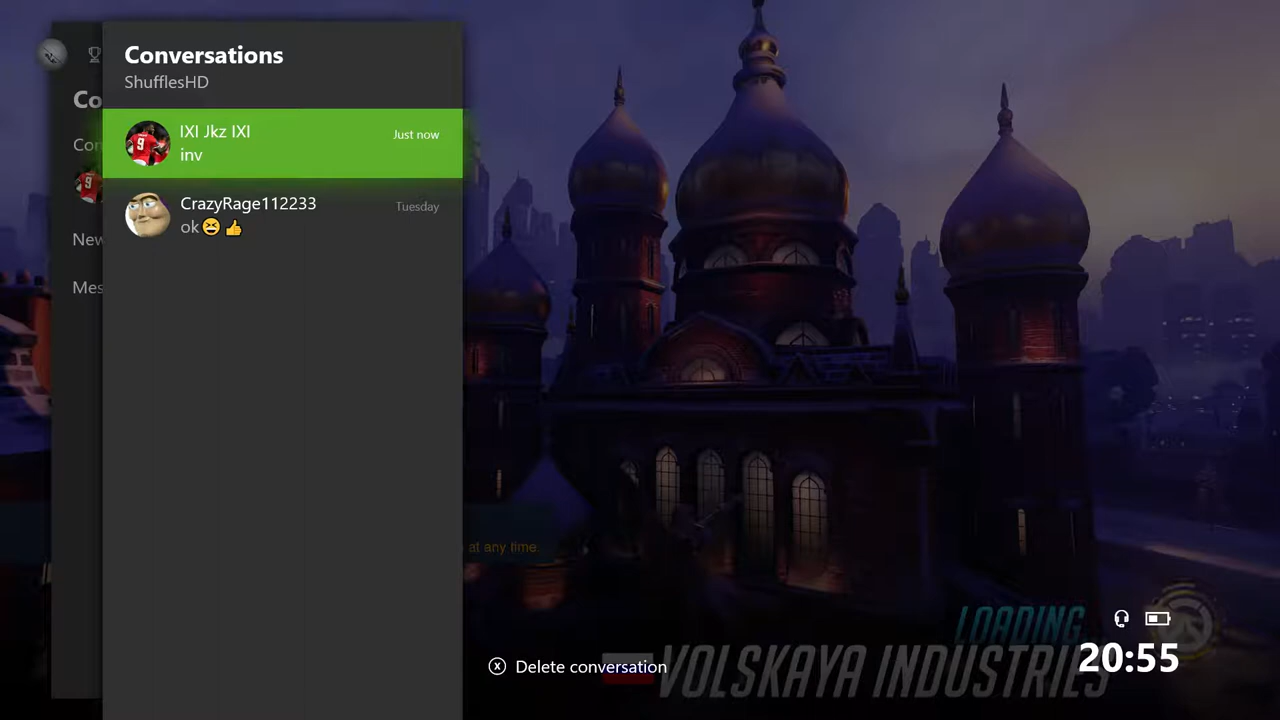 Conversations
ShufflesHD
Co
Con
IXI Jkz IXI
Just now
inv
CrazyRage112233
Tuesday
ok😆👍
New
Mes
at any time.
LOADING
20:55
Delete conversation
VOLSKAYA INDUSTRIES